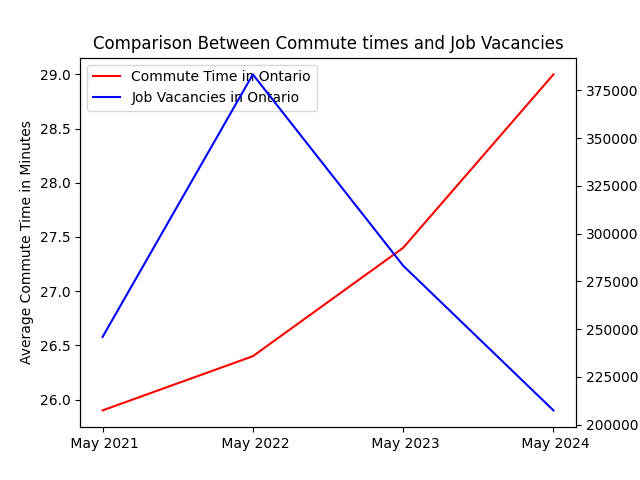 Comparison Between Commute times and Job Vacancies
Commute Time in Ontario
Job Vacancies in Ontario
Average Commute Time in Minutes
29.0
28.5
28.0
27.5
27.0
26.5
26.0
375000
350000
325000
300000
275000
250000
225000
200000
May 2021
May 2022
May 2023
May 2024